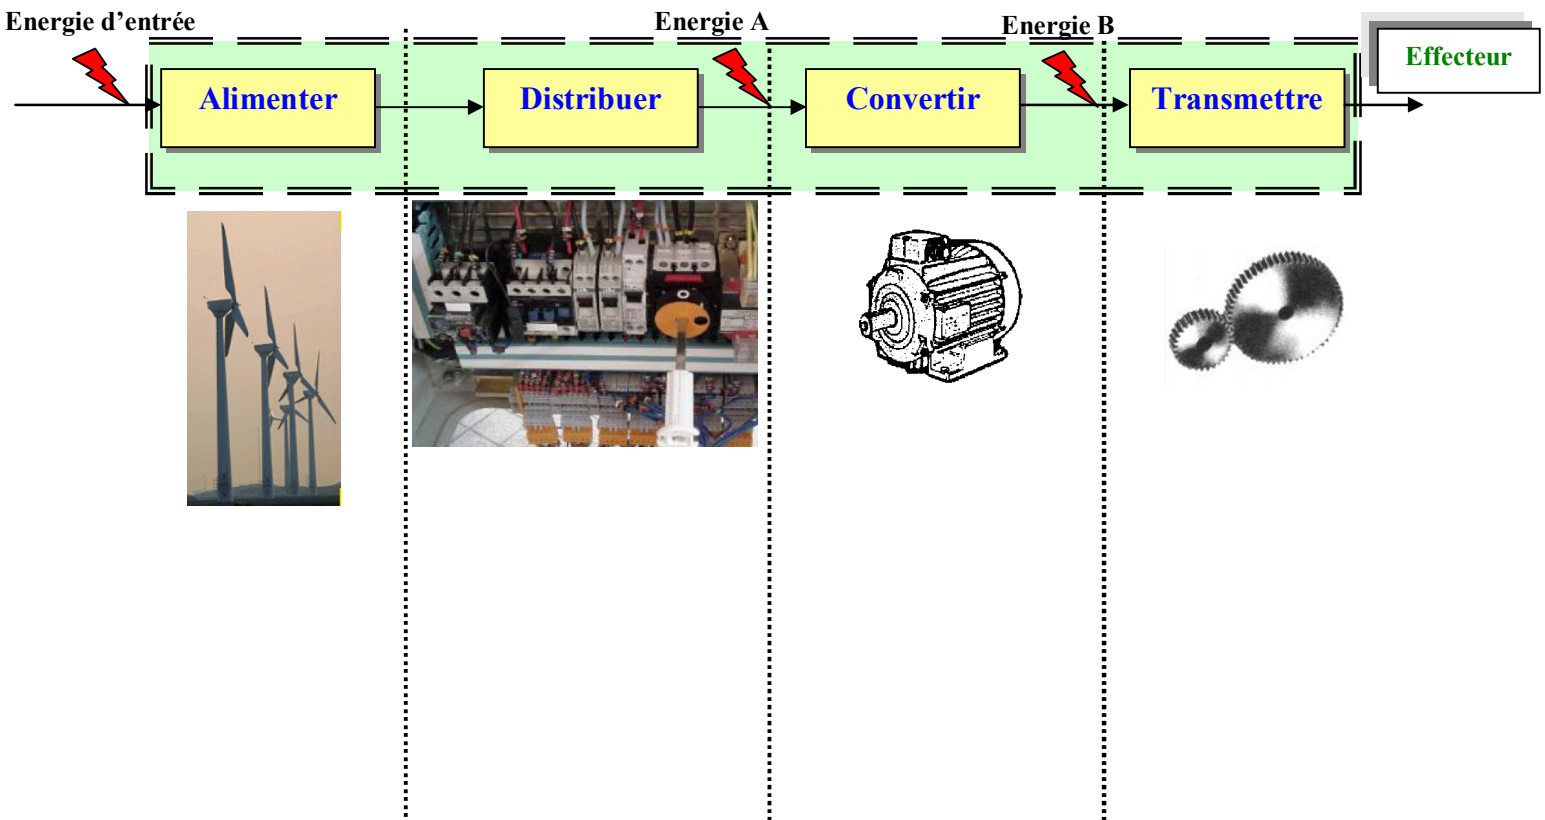 Energie d’entrée
Energie A
Energie B
Effecteur
Alimenter
Distribuer
Convertir
Transmettre